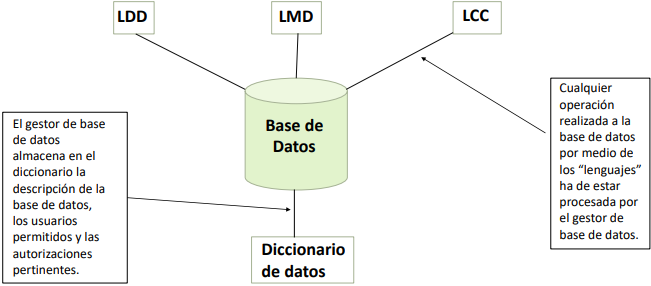 LDD
LMD
LCC
Base de
Datos
El gestor de base
de datos
almacena en el
diccionario la
descripción de la
base de datos,
los usuarios
permitidos y las
autorizaciones
pertinentes.
Cualquier
operación
realizada a la
base de datos
por medio de
los “lenguajes”
ha de estar
procesada por
el gestor de
base de datos.
Diccionario
de datos